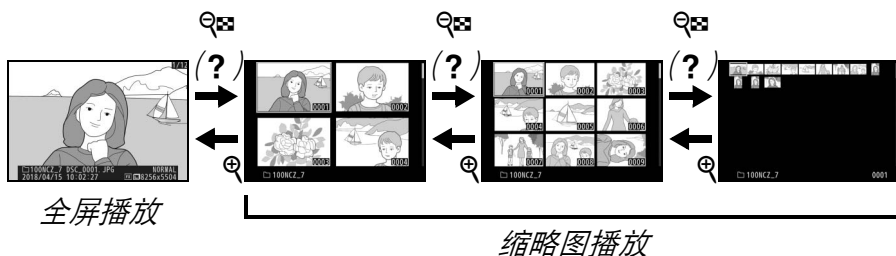 (?) (?) (?)
1/12
0001 0002 0003 0004
0001 0002 0003 0004 0005 0006 0007 0008 0009
100NCZ_7 DSC_0001.JPG NORMAL
2018/04/15 10:02:27 FX 8256x5504
100NCZ_7
100NCZ_7
100NCZ_7 0001
全屏播放
缩略图播放